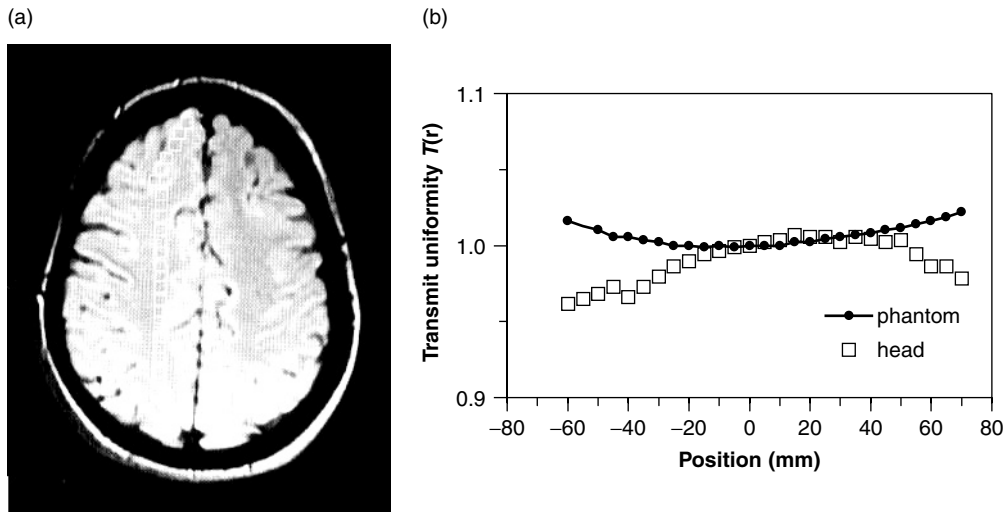 (a)
(b)
1.1
1.0
0.9
Transmit uniformity T(r)
phantom
head
–80 –60 –40 –20 0 20 40 60 80
Position (mm)